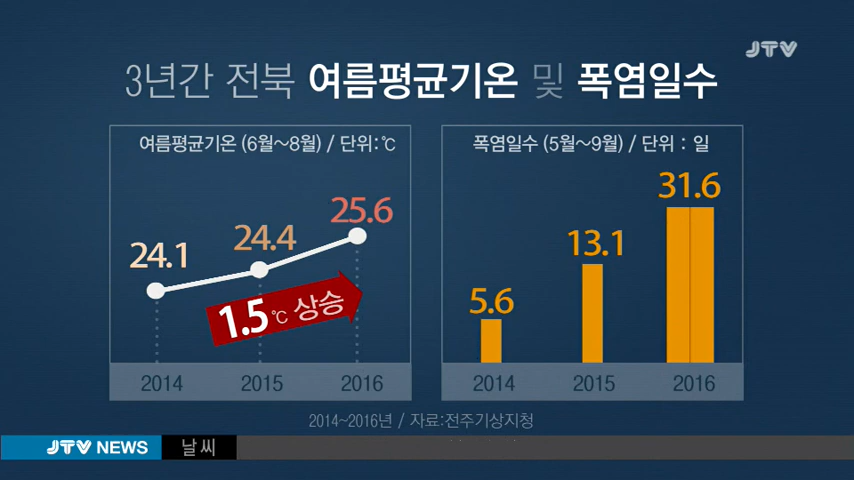 JTV
3년간 전북 여름평균기온 및 폭염일수
여름평균기온 (6월~8월) / 단위:℃
24.1
24.4
25.6
1.5℃ 상승
2014 2015 2016
폭염일수 (5월~9월) / 단위 : 일
5.6
13.1
31.6
2014 2015 2016
2014~2016년 / 자료:전주기상지청
JTV NEWS 날씨